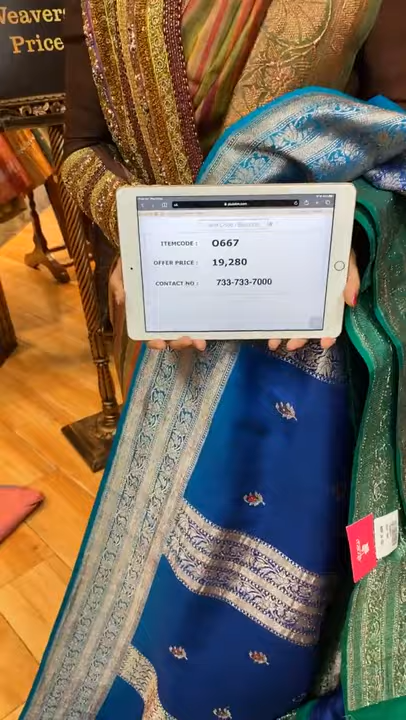 Weavers
Price
ITEMCODE : O667
OFFER PRICE : 19,280
CONTACT NO : 733-733-7000